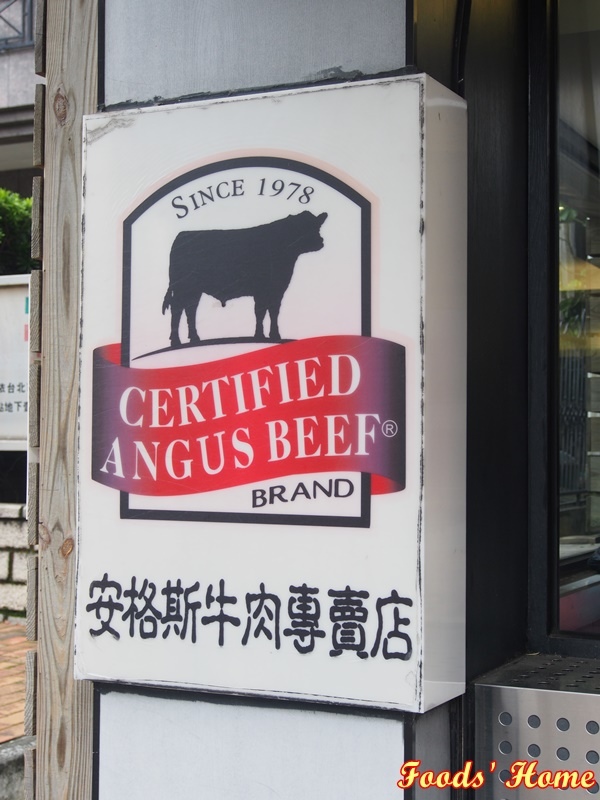 SINCE 1978
CERTIFIED
ANGUS BEEF®
BRAND
安格斯牛肉專賣店
Foods' Home